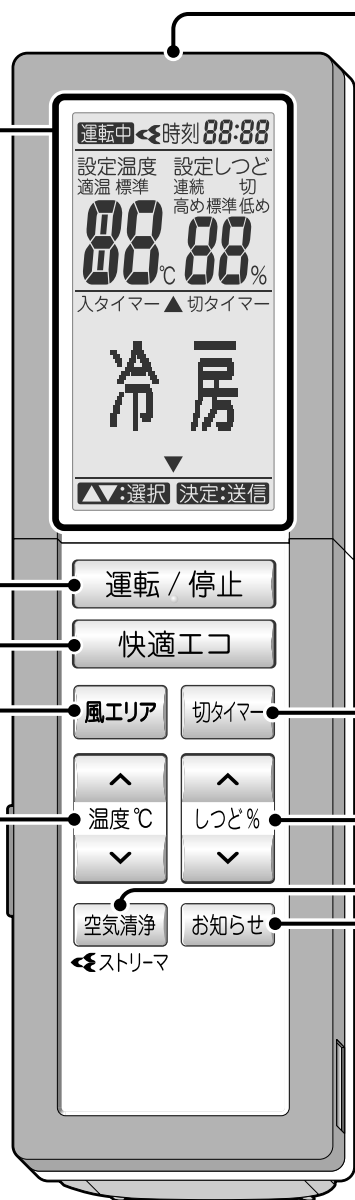 運転中 時刻 88:88
設定温度 設定しつど
適温 標準 連続 切
高め 標準 低め
88℃ 88%
入タイマー▲切タイマー
冷房
▼
▲▼:選択 決定:送信
運転/停止
快適エコ
風エリア 切タイマー
温度℃ しつど%
空気清浄 お知らせ
ストリーマ